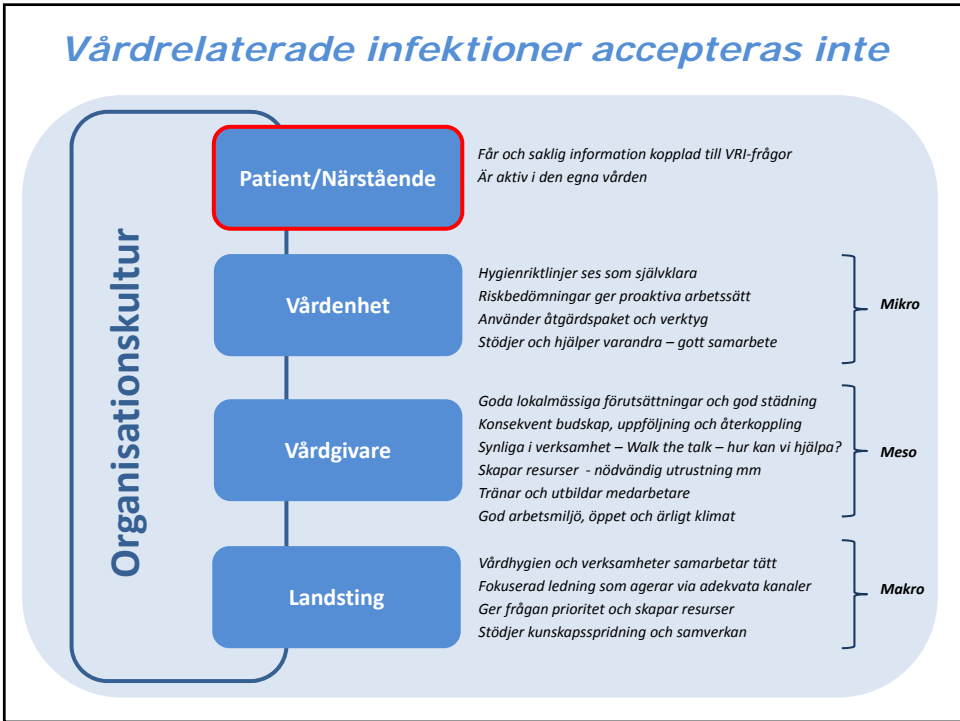 Vårdrelaterade infektioner accepteras inte
Organisationskultur
Patient/Närstående
Får och saklig information kopplad till VRI-frågor
Är aktiv i den egna vården
Vårdenhet
Hygienriktlinjer ses som självklara
Riskbedömningar ger proaktiva arbetssätt
Använder åtgärdspaket och verktyg
Stödjer och hjälper varandra – gott samarbete
Mikro
Vårdgivare
Goda lokalmässiga förutsättningar och god städning
Konsekvent budskap, uppföljning och återkoppling
Synliga i verksamhet – Walk the talk – hur kan vi hjälpa?
Skapar resurser - nödvändig utrustning mm
Tränar och utbildar medarbetare
God arbetsmiljö, öppet och ärligt klimat
Meso
Landsting
Vårdhygien och verksamheter samarbetar tätt
Fokuserad ledning som agerar via adekvata kanaler
Ger frågan prioritet och skapar resurser
Stödjer kunskapsspridning och samverkan
Makro